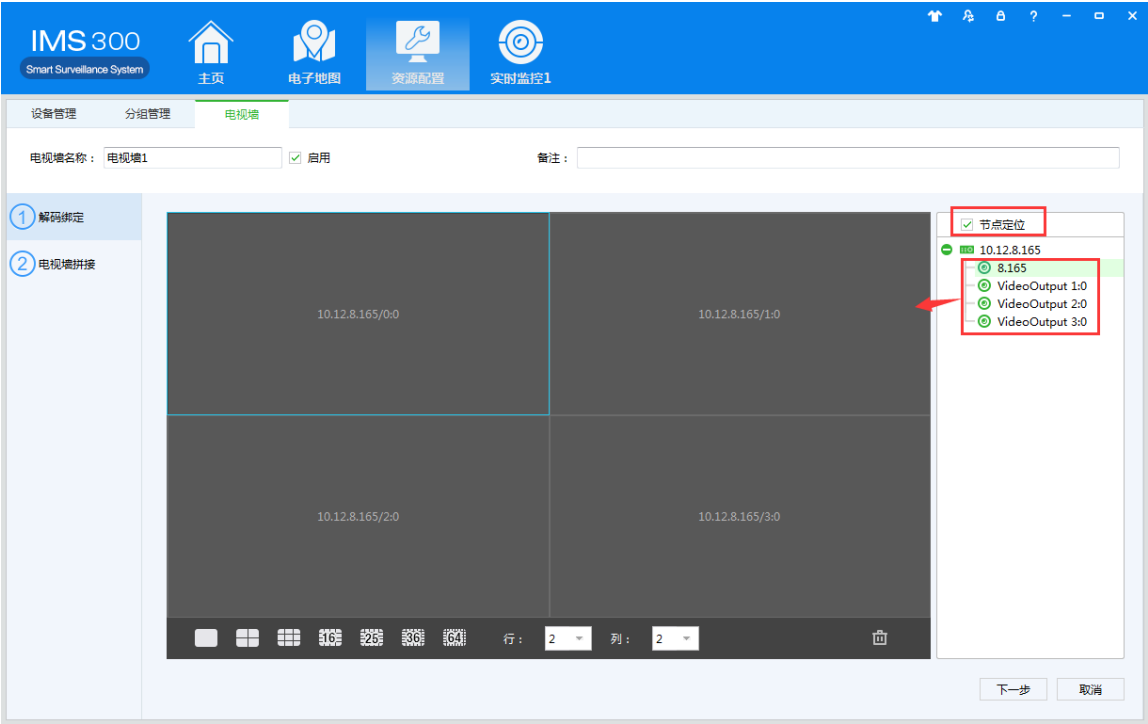 IMS 300
Smart Surveillance System
主页
电子地图
资源配置
实时监控1
?
设备管理
分组管理
电视墙
电视墙名称： 电视墙1
启用
备注：
1 解码绑定
2 电视墙拼接
10.12.8.165/0:0
10.12.8.165/1:0
10.12.8.165/2:0
10.12.8.165/3:0
节点定位
10.12.8.165
8.165
VideoOutput 1:0
VideoOutput 2:0
VideoOutput 3:0
16 25 36 64 行： 2 列： 2
下一步 取消